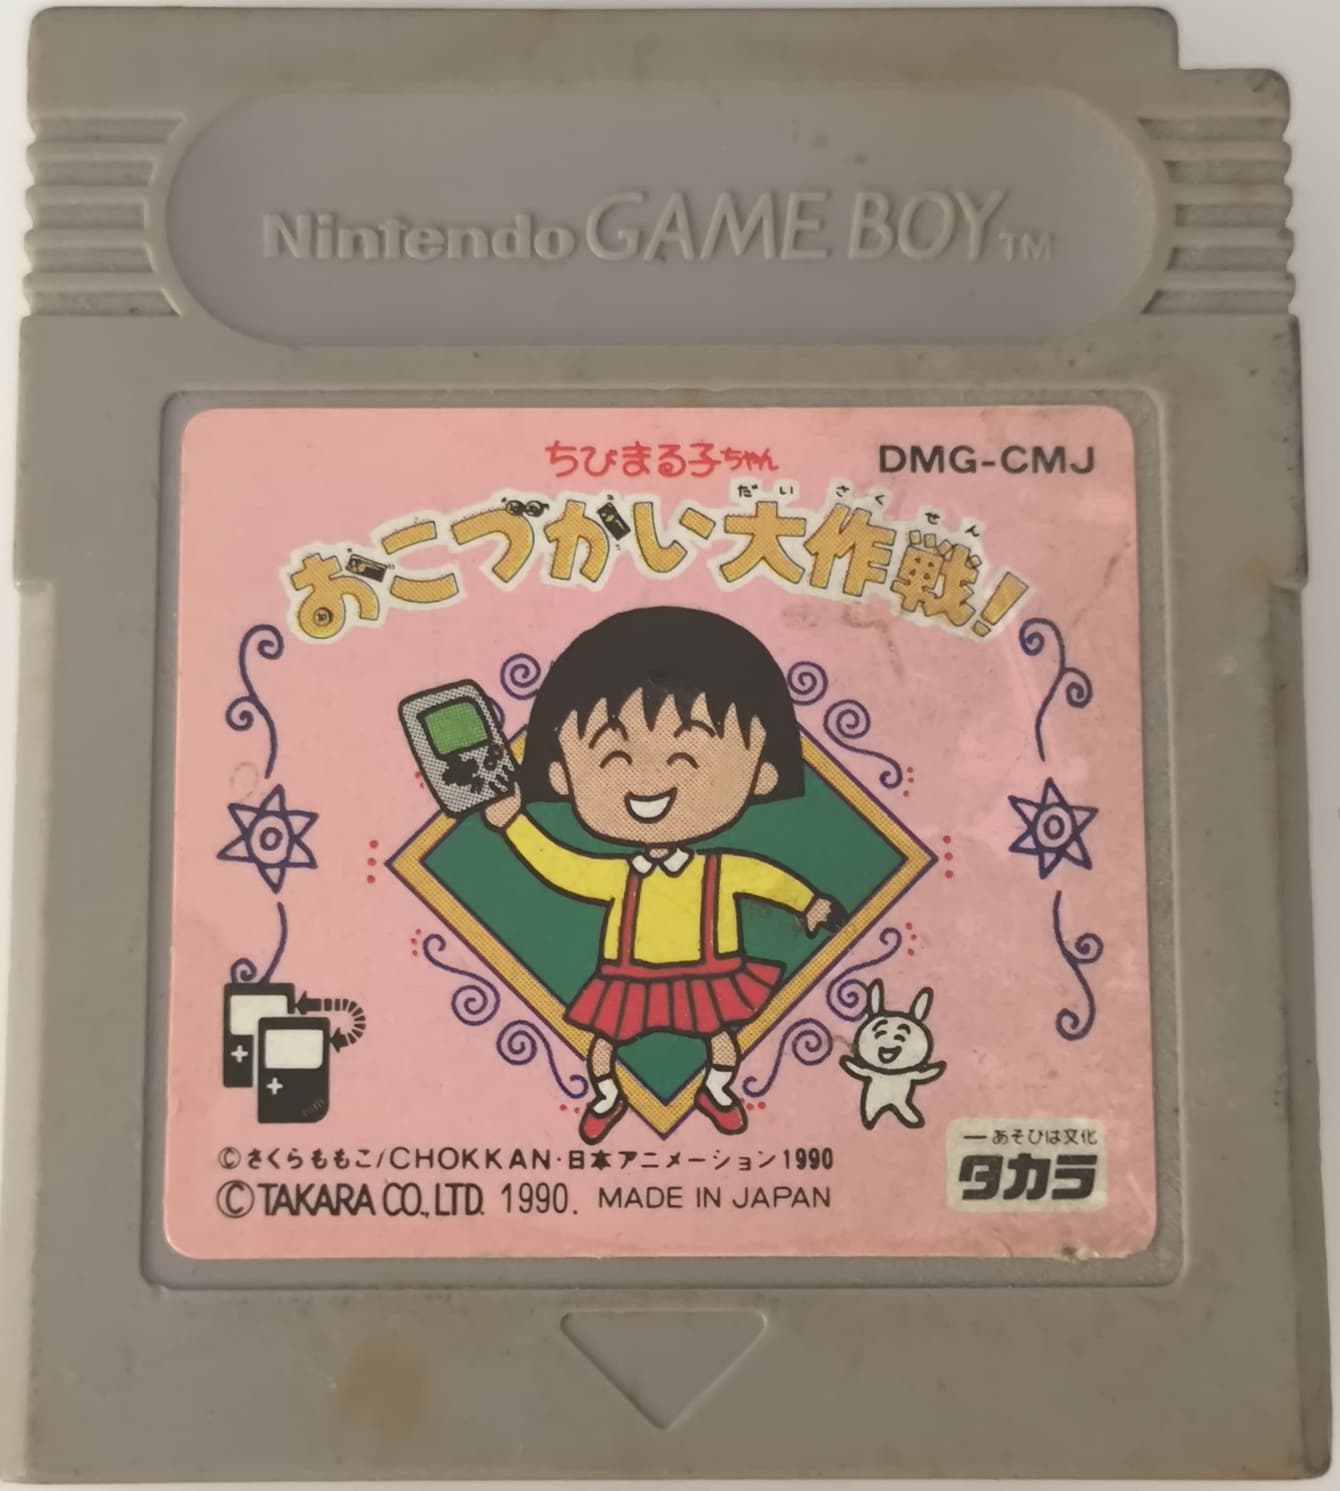 Nintendo GAME BOY TM
ちびまる子ちゃん
DMG-CMJ
だい さく せん
おこづかい大作戦!
©さくらももこ/CHOKKAN·日本アニメーション1990
©TAKARA CO.,LTD. 1990. MADE IN JAPAN
あそびは文化
タカラ